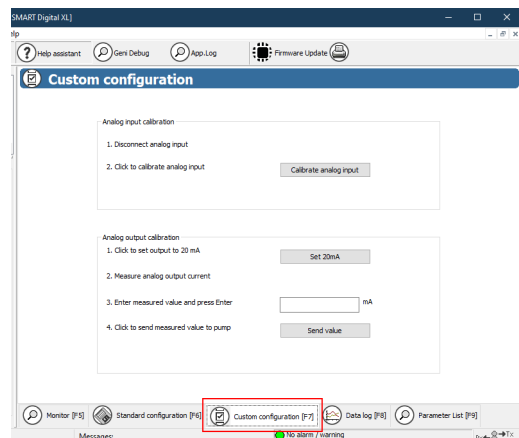 SMART Digital XL]
elp
Help assistant Geni Debug App.Log Firmware Update
Custom configuration
Analog input calibration
1. Disconnect analog input
2. Click to calibrate analog input Calibrate analog input
Analog output calibration
1. Click to set output to 20 mA Set 20mA
2. Measure analog output current
3. Enter measured value and press Enter mA
4. Click to send measured value to pump Send value
Monitor [F5] Standard configuration [F6] Custom configuration [F7] Data log [F8] Parameter List [F9]
Messages: No alarm / warning Tx